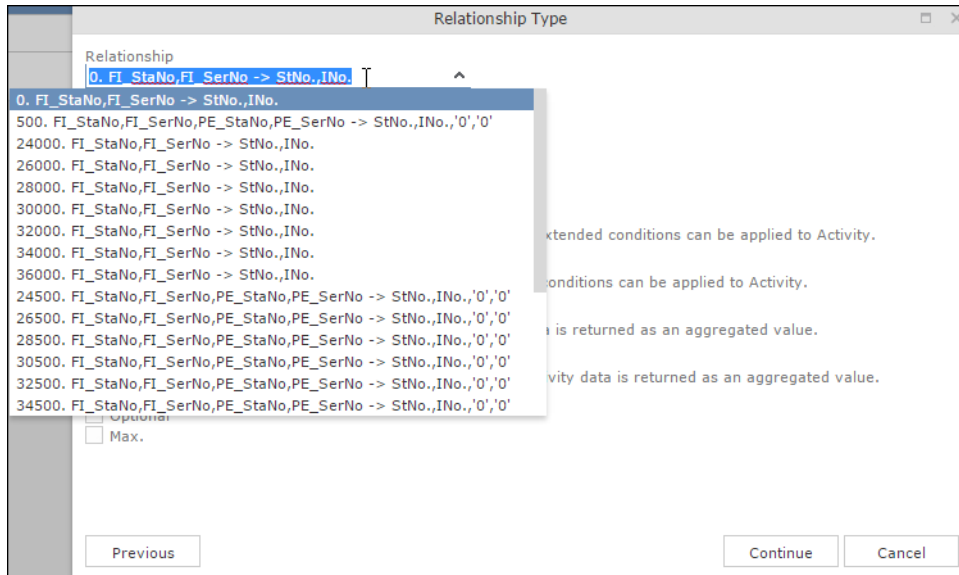 Relationship Type
Relationship
0. FI_StaNo,FI_SerNo -> StNo.,INo.
0. FI_StaNo,FI_SerNo -> StNo.,INo.
500. FI_StaNo,FI_SerNo,PE_StaNo,PE_SerNo -> StNo.,INo.,'0','0'
24000. FI_StaNo,FI_SerNo -> StNo.,INo.
26000. FI_StaNo,FI_SerNo -> StNo.,INo.
28000. FI_StaNo,FI_SerNo -> StNo.,INo.
30000. FI_StaNo,FI_SerNo -> StNo.,INo.
32000. FI_StaNo,FI_SerNo -> StNo.,INo.
34000. FI_StaNo,FI_SerNo -> StNo.,INo.
xtended conditions can be applied to Activity.
36000. FI_StaNo,FI_SerNo -> StNo.,INo.
onditions can be applied to Activity.
24500. FI_StaNo,FI_SerNo,PE_StaNo,PE_SerNo -> StNo.,INo.,'0','0'
26500. FI_StaNo,FI_SerNo,PE_StaNo,PE_SerNo -> StNo.,INo.,'0','0'
28500. FI_StaNo,FI_SerNo,PE_StaNo,PE_SerNo -> StNo.,INo.,'0','0'
is returned as an aggregated value.
30500. FI_StaNo,FI_SerNo,PE_StaNo,PE_SerNo -> StNo.,INo.,'0','0'
32500. FI_StaNo,FI_SerNo,PE_StaNo,PE_SerNo -> StNo.,INo.,'0','0'
vity data is returned as an aggregated value.
34500. FI_StaNo,FI_SerNo,PE_StaNo,PE_SerNo -> StNo.,INo.,'0','0'
Optional
Max.
Previous
Continue
Cancel